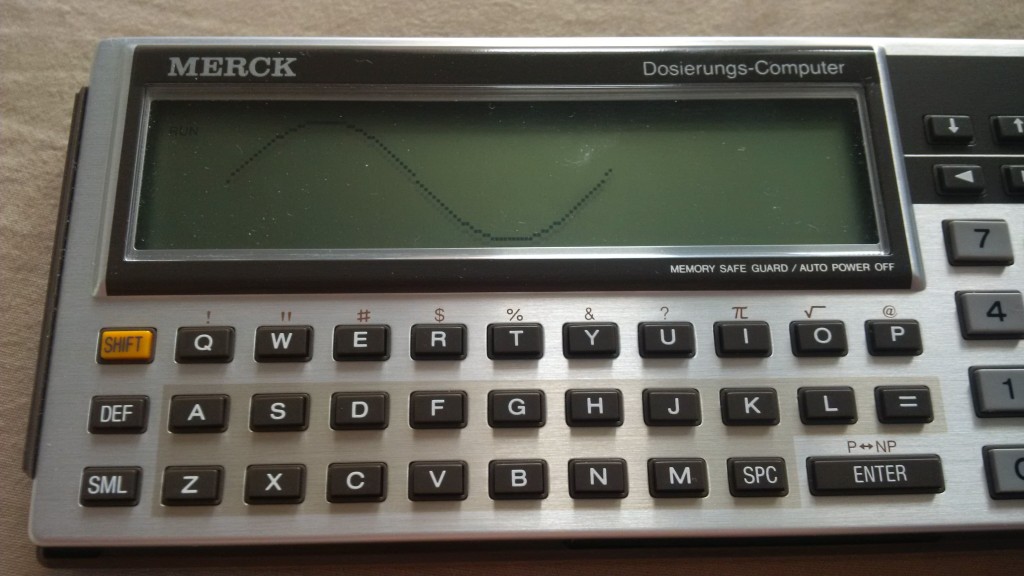 MERCK Dosierungs-Computer
RUN
MEMORY SAFE GUARD / AUTO POWER OFF
! " # $ % & ? π √ @
SHIFT Q W E R T Y U I O P
DEF A S D F G H J K L =
P↔NP
SML Z X C V B N M SPC ENTER
↓ ↑
◄
7
4
1